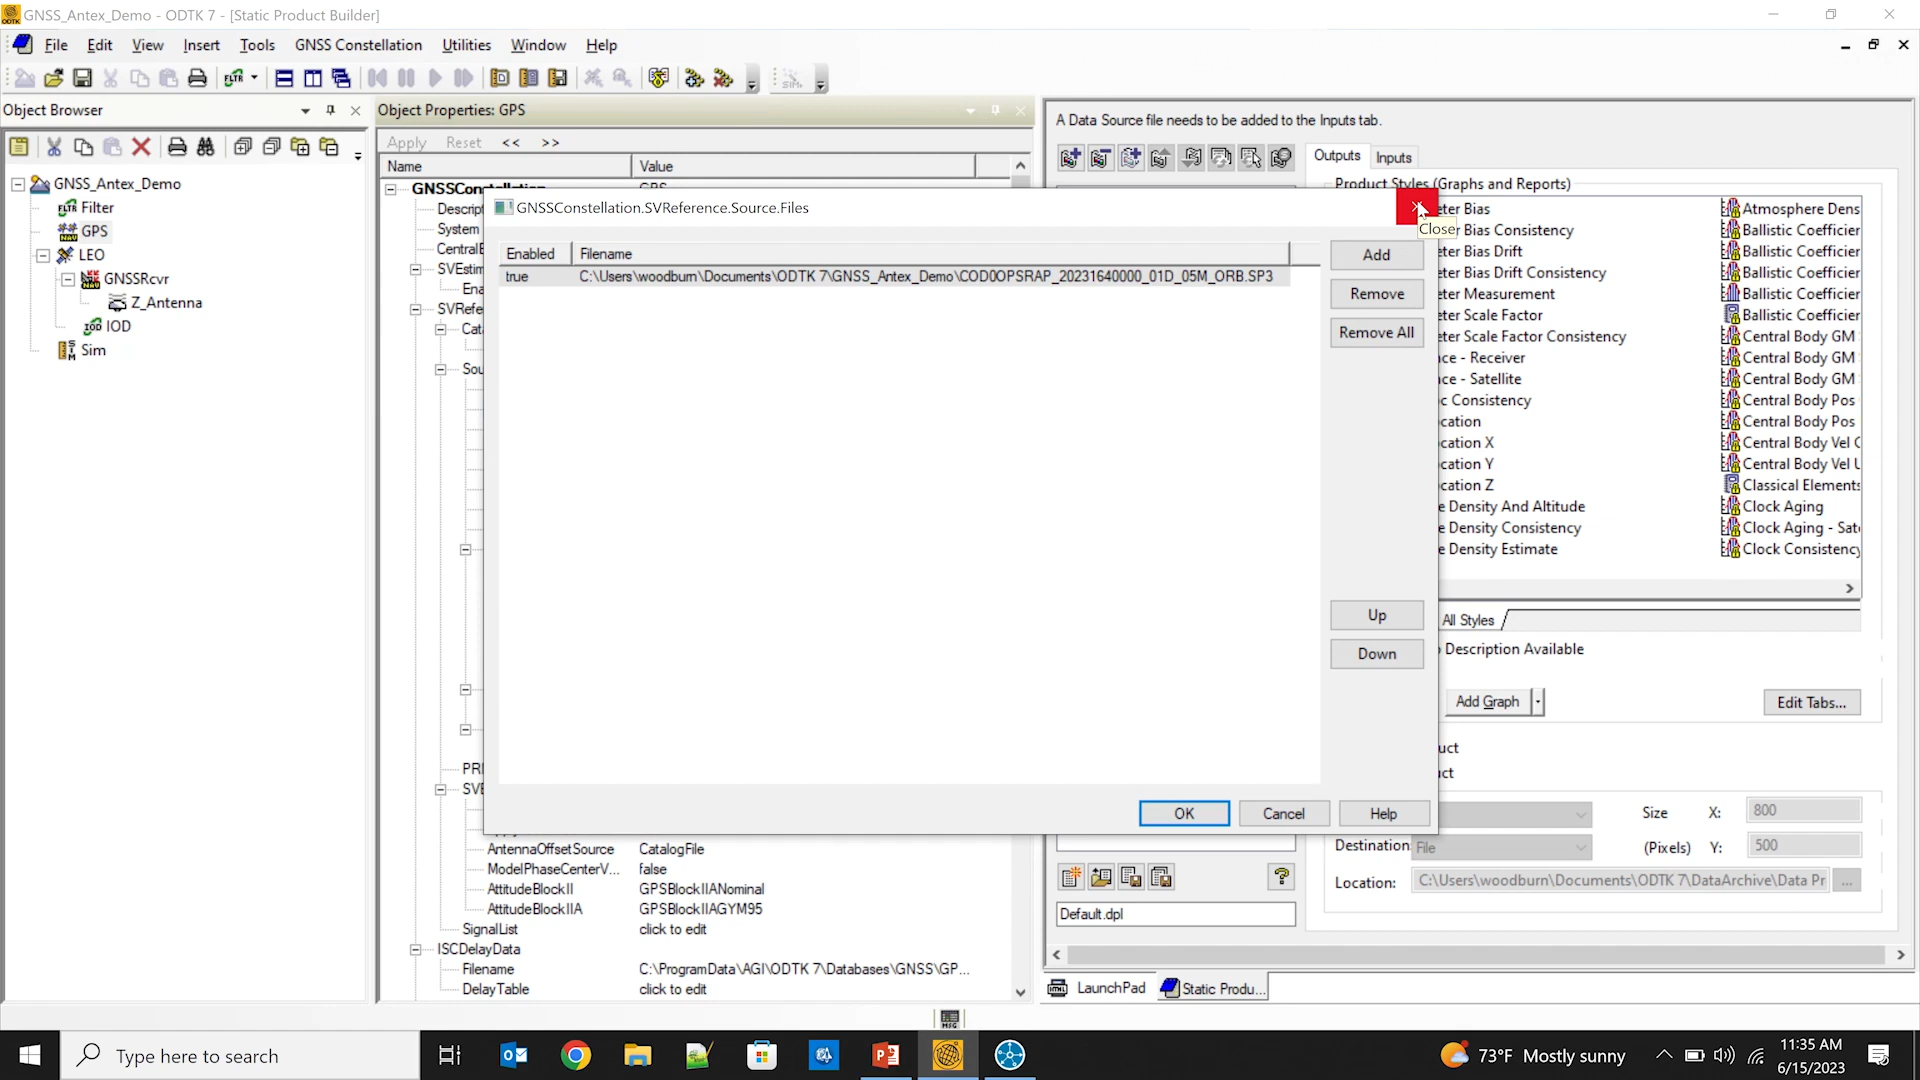 GNSS_Antex_Demo - ODTK 7 - [Static Product Builder]
File Edit View Insert Tools GNSS Constellation Utilities Window Help
Object Browser
GNSS_Antex_Demo
Filter
GPS
LEO
GNSSRcvr
Z_Antenna
IOD
Sim
Object Properties: GPS
Apply Reset << >>
Name Value
Descrip
System
CentralB
SVEstim
Ena
SVRefe
Cat
Sou
PRI
SVE
AntennaOffsetSource CatalogFile
ModelPhaseCenterV... false
AttitudeBlockII GPSBlockIIANominal
AttitudeBlockIIA GPSBlockIIAGYM95
SignalList click to edit
ISCDelayData
Filename C:\ProgramData\AGI\ODTK 7\Databases\GNSS\GP...
DelayTable click to edit
GNSSConstellation.SVReference.Source.Files
Close
Enabled Filename
true C:\Users\woodburn\Documents\ODTK 7\GNSS_Antex_Demo\COD0OPSRAP_20231640000_01D_05M_ORB.SP3
Add
Remove
Remove All
Up
Down
OK Cancel Help
A Data Source file needs to be added to the Inputs tab.
Outputs Inputs
Product Styles (Graphs and Reports)
eter Bias
eter Bias Consistency
eter Bias Drift
eter Bias Drift Consistency
eter Measurement
eter Scale Factor
eter Scale Factor Consistency
ice - Receiver
ice - Satellite
c Consistency
cation
cation X
cation Y
cation Z
e Density And Altitude
e Density Consistency
e Density Estimate
Atmosphere Dens
Ballistic Coefficier
Ballistic Coefficier
Ballistic Coefficier
Ballistic Coefficier
Ballistic Coefficier
Central Body GM
Central Body GM
Central Body GM
Central Body Pos
Central Body Pos
Central Body Vel C
Central Body Vel U
Classical Elements
Clock Aging
Clock Aging - Sat
Clock Consistency
All Styles
Description Available
Add Graph Edit Tabs...
uct
ct
Size X: 800
Destination: File (Pixels) Y: 500
Location: C:\Users\woodburn\Documents\ODTK 7\DataArchive\Data Pr ...
Default.dpl
LaunchPad Static Produ...
Type here to search
73°F Mostly sunny
11:35 AM
6/15/2023